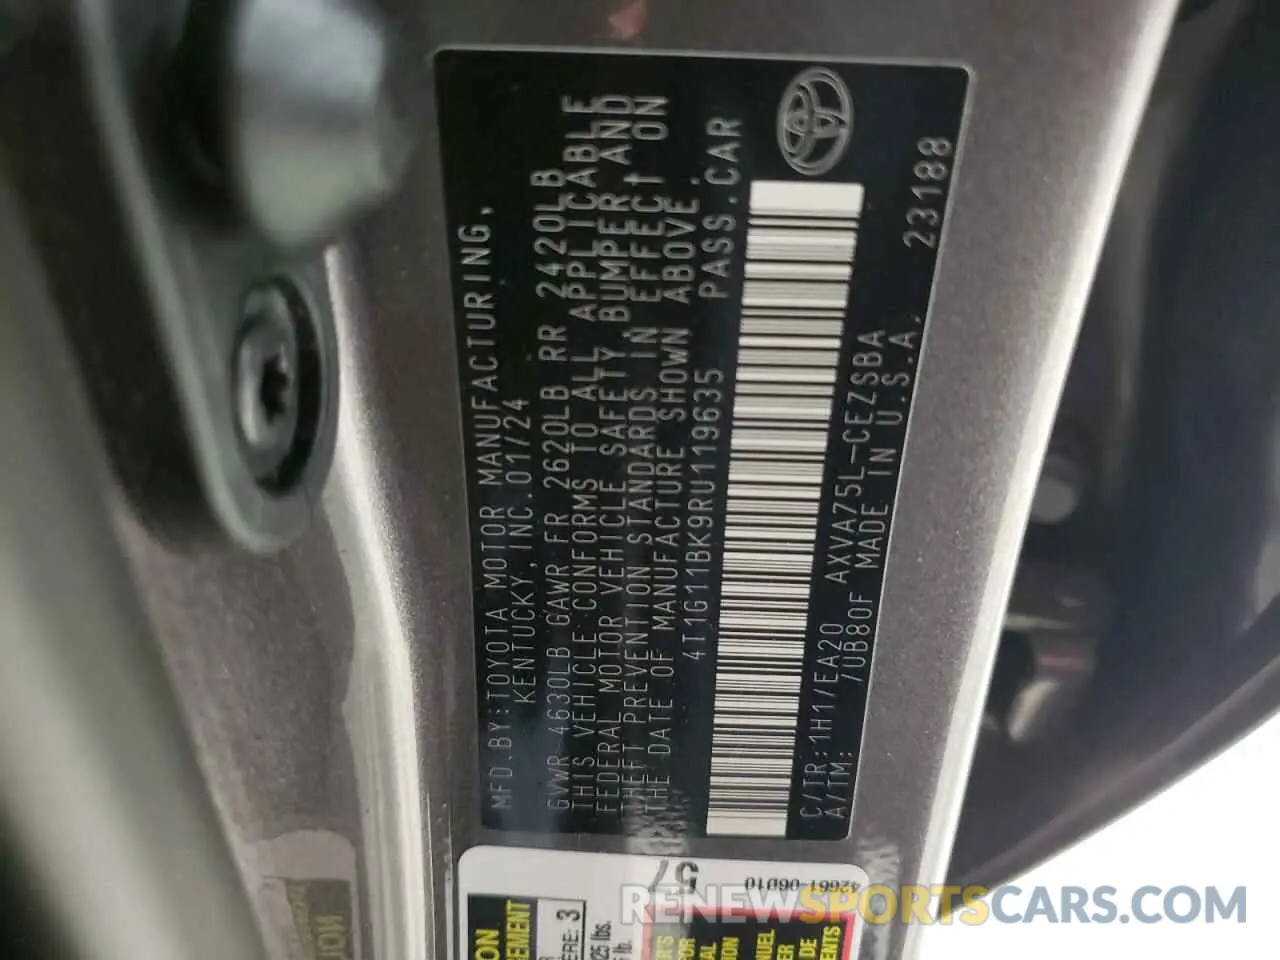 MFD.BY:TOYOTA MOTOR MANUFACTURING,
KENTUCKY,INC.01/24
GVWR 4630LB GAWR FR 2620LB RR 2420LB
THIS VEHICLE CONFORMS TO ALL APPLICABLE
FEDERAL MOTOR VEHICLE SAFETY, BUMPER AND
THEFT PREVENTION STANDARDS IN EFFECT ON
THE DATE OF MANUFACTURE SHOWN ABOVE.
4T1G11BK9RU119635 PASS.CAR
C/TR:1H1/EA20 AXVA75L-CEZSBA 23188
A/TM: /UB80F MADE IN U.S.A.
57
42661-06010
RENEWSPORTSCARS.COM